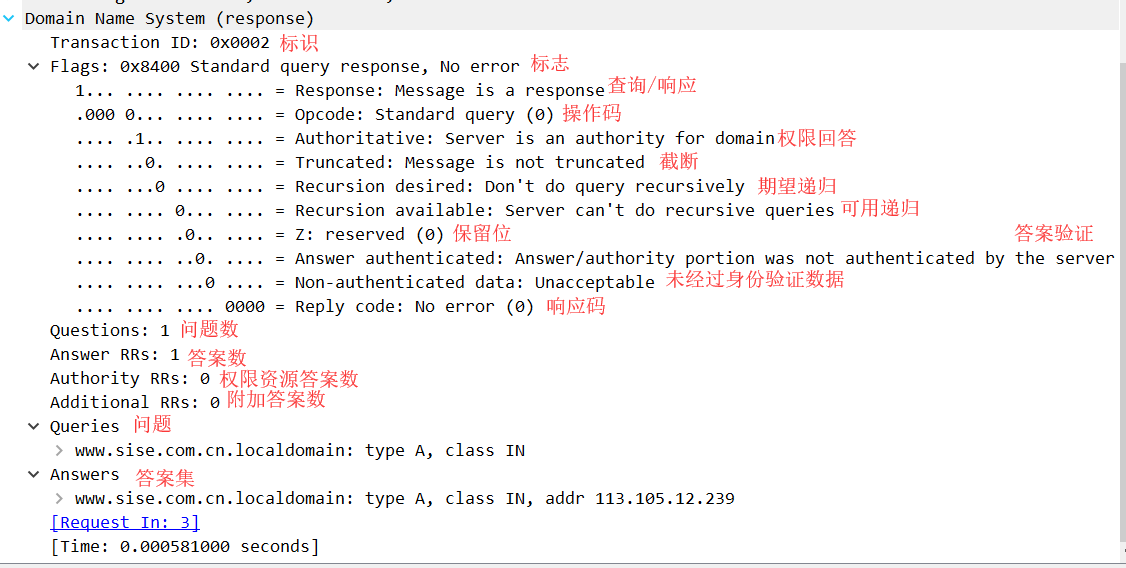 Domain Name System (response)
Transaction ID: 0x0002 标识
Flags: 0x8400 Standard query response, No error 标志
1... .... .... .... = Response: Message is a response 查询/响应
.000 0... .... .... = Opcode: Standard query (0) 操作码
.... .1.. .... .... = Authoritative: Server is an authority for domain 权限回答
.... ..0. .... .... = Truncated: Message is not truncated 截断
.... ...0 .... .... = Recursion desired: Don't do query recursively 期望递归
.... .... 0... .... = Recursion available: Server can't do recursive queries 可用递归
.... .... .0.. .... = Z: reserved (0) 保留位 答案验证
.... .... ..0. .... = Answer authenticated: Answer/authority portion was not authenticated by the server
.... .... ...0 .... = Non-authenticated data: Unacceptable 未经过身份验证数据
.... .... .... 0000 = Reply code: No error (0) 响应码
Questions: 1 问题数
Answer RRs: 1 答案数
Authority RRs: 0 权限资源答案数
Additional RRs: 0 附加答案数
Queries 问题
www.sise.com.cn.localdomain: type A, class IN
Answers 答案集
www.sise.com.cn.localdomain: type A, class IN, addr 113.105.12.239
[Request In: 3]
[Time: 0.000581000 seconds]